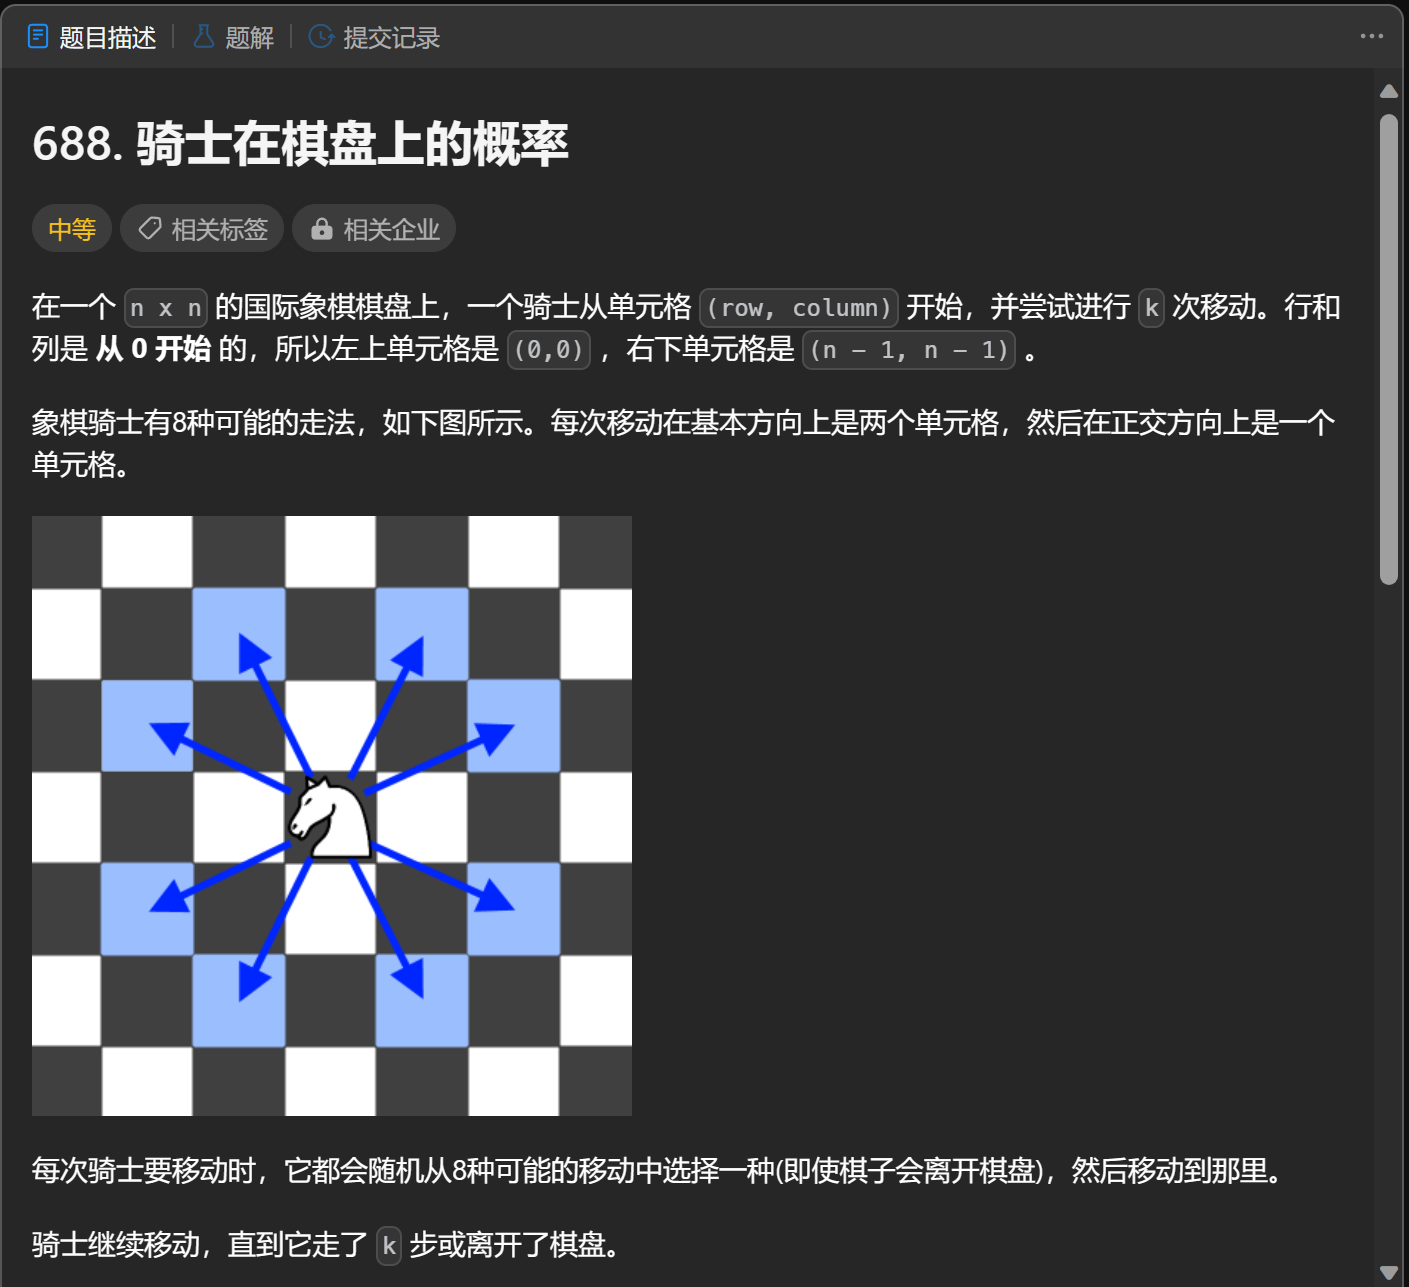 题目描述 | 题解 | 提交记录
688. 骑士在棋盘上的概率
中等 相关标签 相关企业
在一个 n x n 的国际象棋棋盘上，一个骑士从单元格 (row, column) 开始，并尝试进行 k 次移动。行和
列是 从 0 开始 的，所以左上单元格是 (0,0) ，右下单元格是 (n - 1, n - 1) 。
象棋骑士有8种可能的走法，如下图所示。每次移动在基本方向上是两个单元格，然后在正交方向上是一个
单元格。
每次骑士要移动时，它都会随机从8种可能的移动中选择一种(即使棋子会离开棋盘)，然后移动到那里。
骑士继续移动，直到它走了 k 步或离开了棋盘。